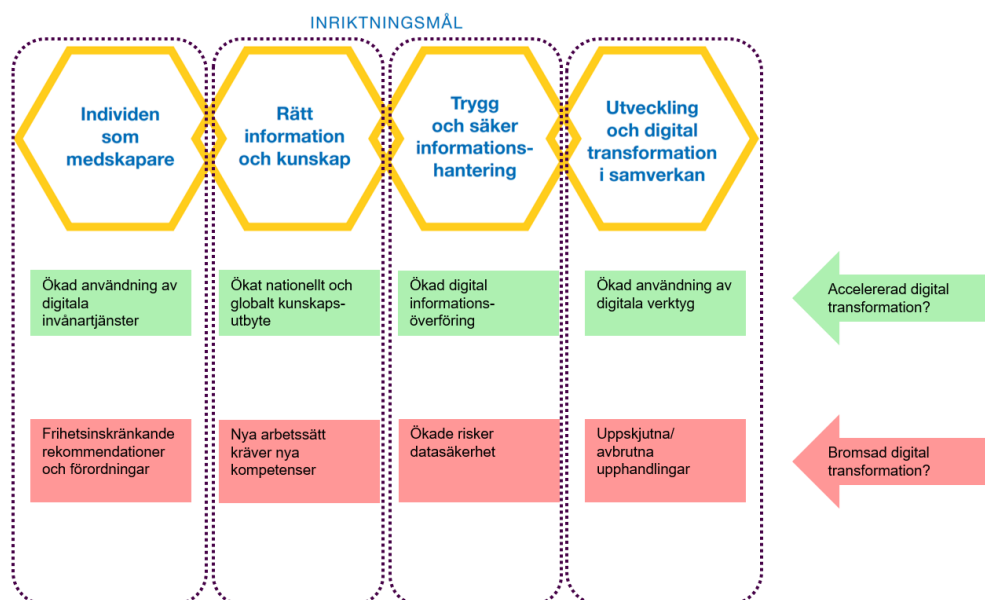 INRIKTNINGSMÅL
Individen
som
medskapare
Rätt
information
och kunskap
Trygg
och säker
informations-
hantering
Utveckling
och digital
transformation
i samverkan
Ökad användning av
digitala
invånartjänster
Ökat nationellt och
globalt kunskaps-
utbyte
Ökad digital
informations-
överföring
Ökad användning av
digitala verktyg
Accelererad digital
transformation?
Frihetsinskränkande
rekommendationer
och förordningar
Nya arbetssätt
kräver nya
kompetenser
Ökade risker
datasäkerhet
Uppskjutna/
avbrutna
upphandlingar
Bromsad digital
transformation?